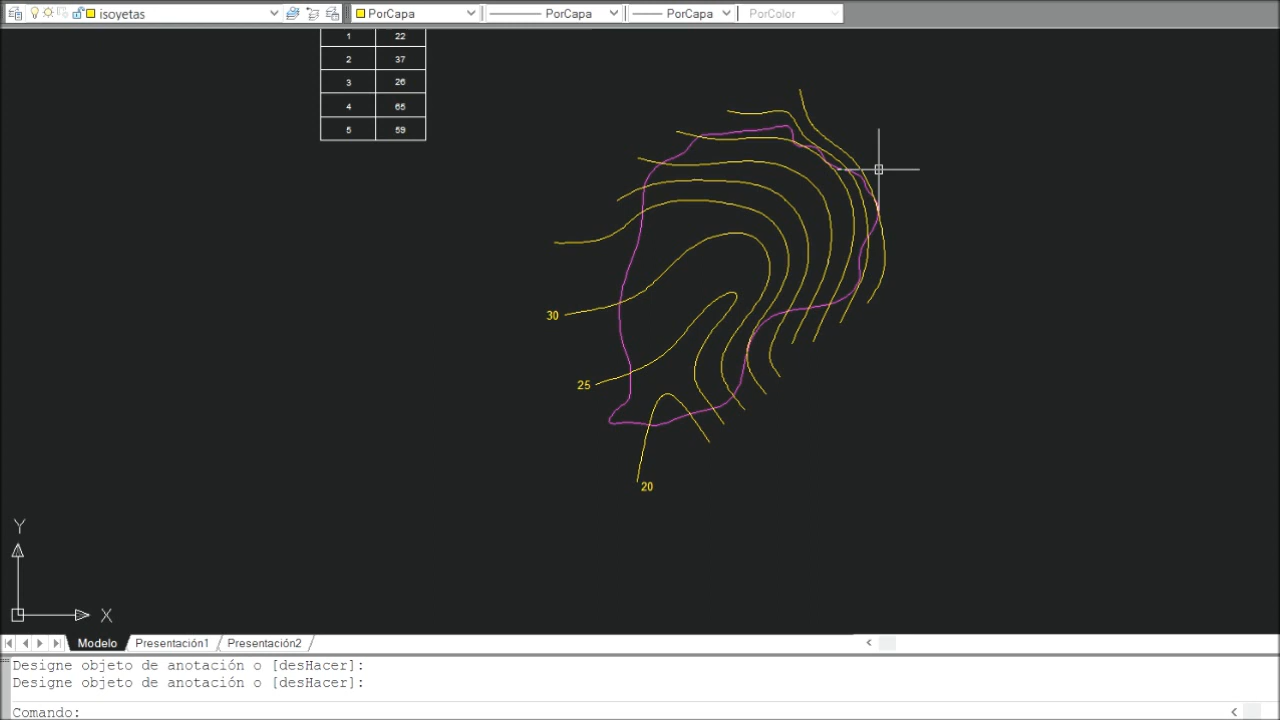 isoyetas PorCapa PorCapa PorCapa PorColor
1 22
2 37
3 26
4 65
5 59
30
25
20
Y
X
Modelo Presentación1 Presentación2
Designe objeto de anotación o [desHacer]:
Designe objeto de anotación o [desHacer]:
Comando: